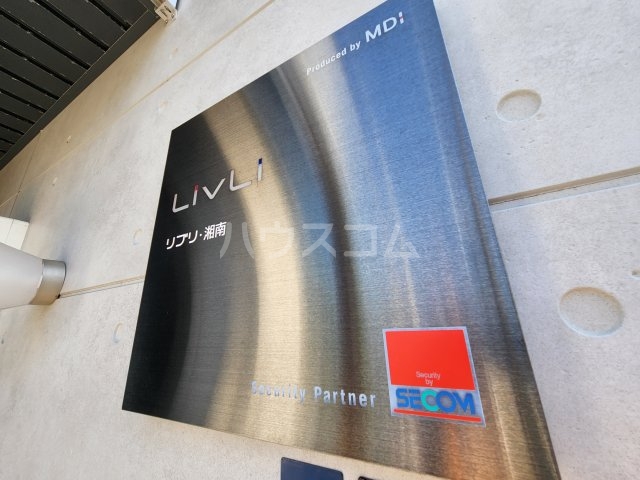 Produced by MDI
LivLi
リブリ・湘南
ハウスコム
Security Partner
Security
by
SECOM